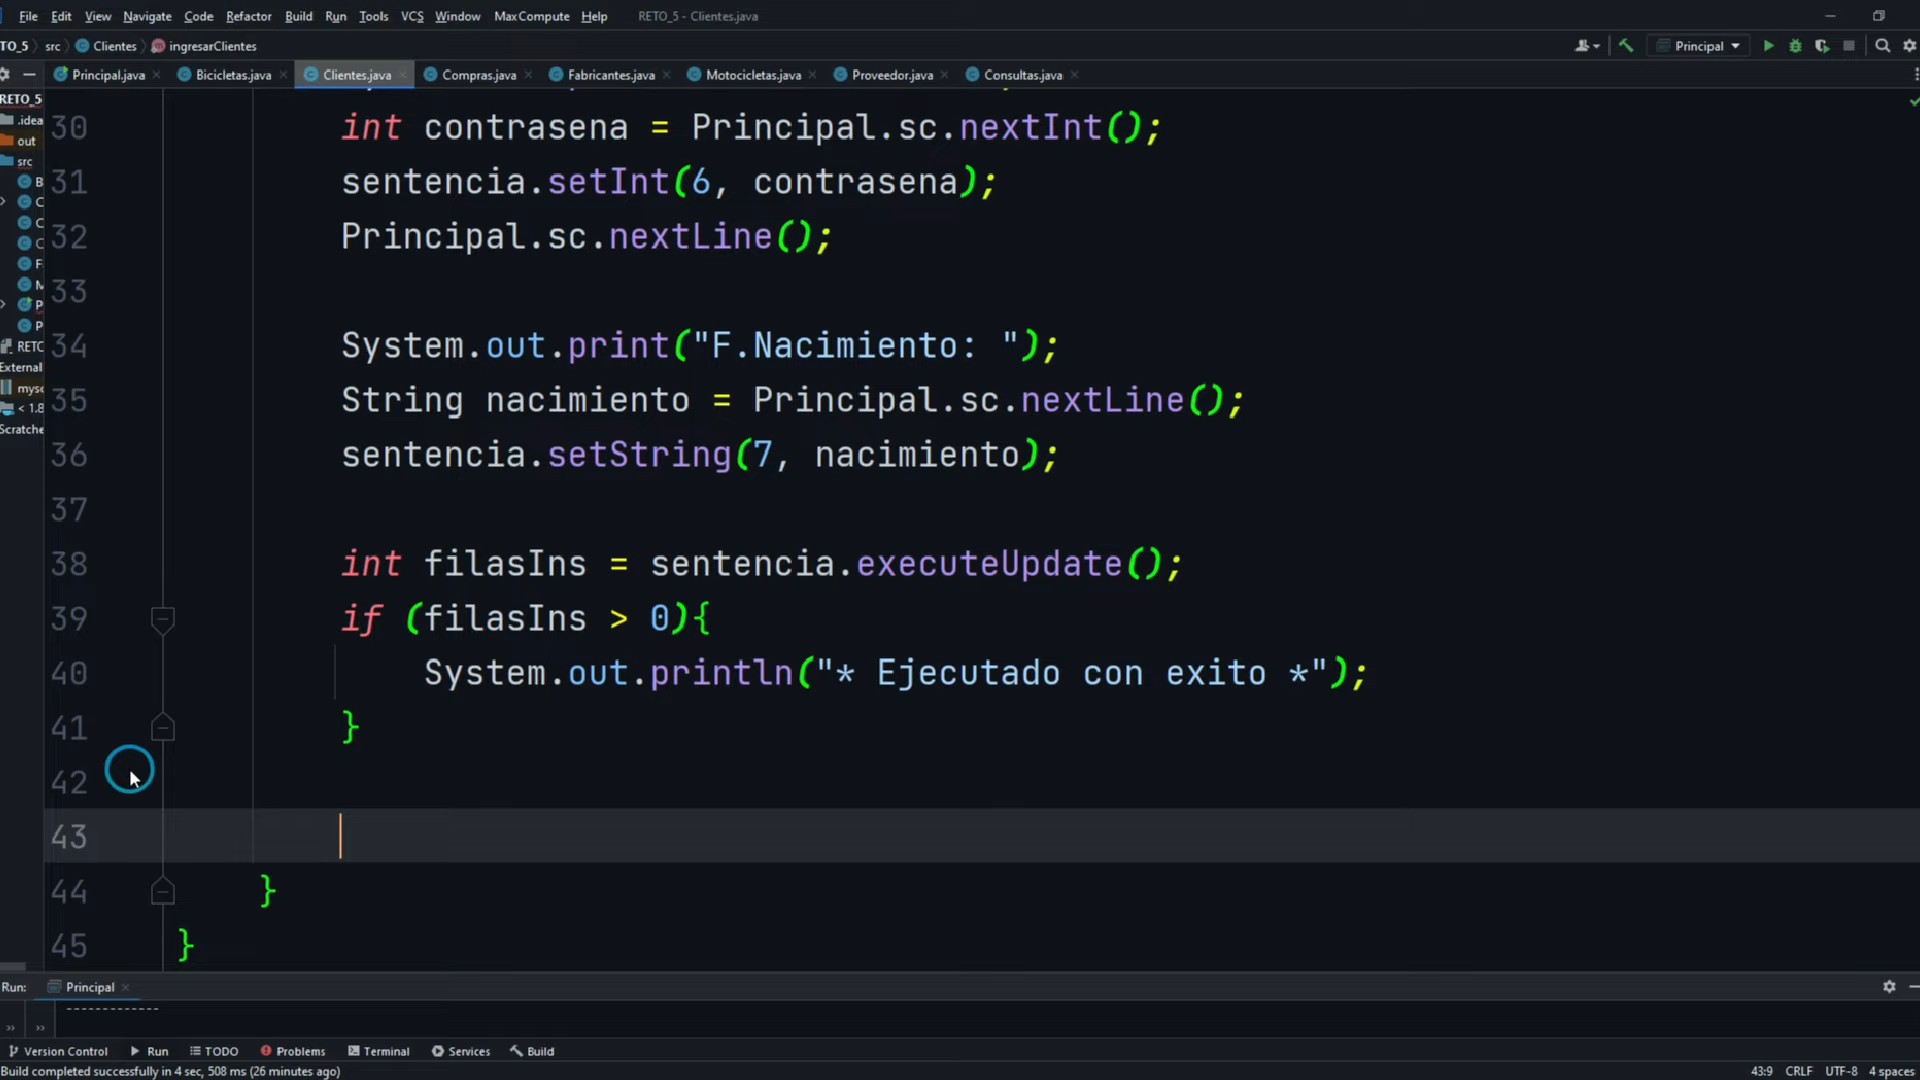 File Edit View Navigate Code Refactor Build Run Tools VCS Window MaxCompute Help RETO_5 - Clientes.java
TO_5 src Clientes ingresarClientes Principal
Principal.java Bicicletas.java Clientes.java Compras.java Fabricantes.java Motocicletas.java Proveedor.java Consultas.java
RETO_5
.idea
out
src
B
C
C
C
F
M
P
P
RETO
External
mysq
< 1.8
Scratche
30 int contrasena = Principal.sc.nextInt();
31 sentencia.setInt(6, contrasena);
32 Principal.sc.nextLine();
33
34 System.out.print("F.Nacimiento: ");
35 String nacimiento = Principal.sc.nextLine();
36 sentencia.setString(7, nacimiento);
37
38 int filasIns = sentencia.executeUpdate();
39 if (filasIns > 0){
40 System.out.println("* Ejecutado con exito *");
41 }
42
43
44 }
45 }
Run: Principal
-------------
Version Control Run TODO Problems Terminal Services Build
Build completed successfully in 4 sec, 508 ms (26 minutes ago) 43:9 CRLF UTF-8 4 spaces